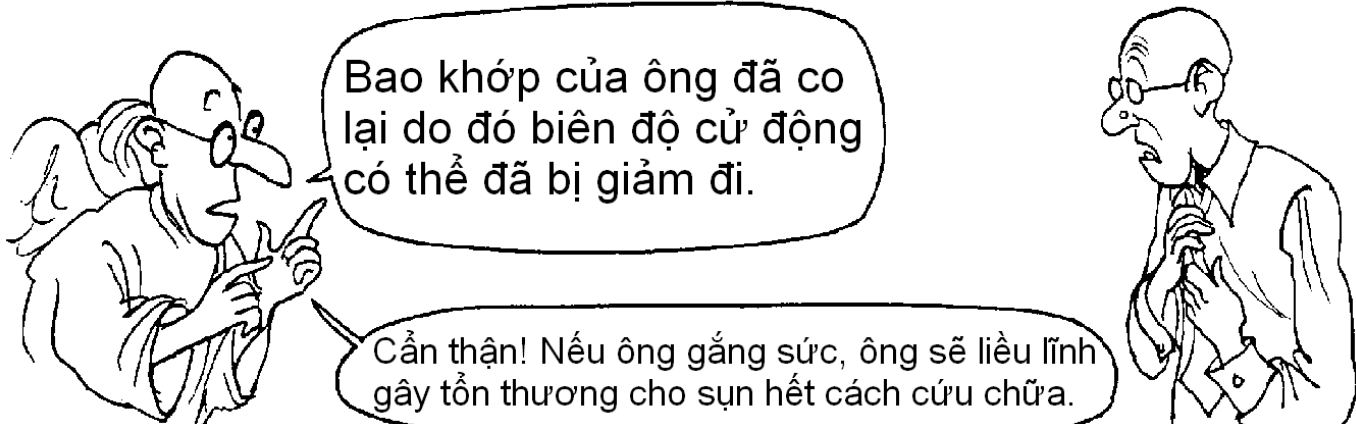 Bao khớp của ông đã co
lại do đó biên độ cử động
có thể đã bị giảm đi.
Cẩn thận! Nếu ông gắng sức, ông sẽ liều lĩnh
gây tổn thương cho sụn hết cách cứu chữa.